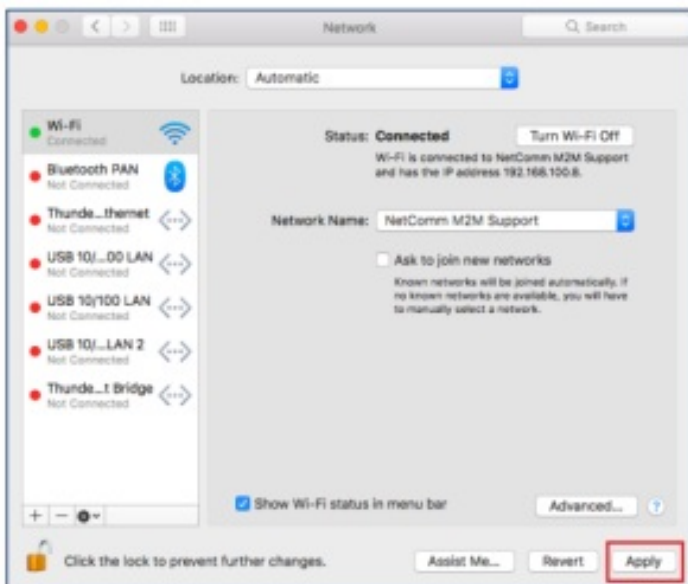 Network
Search
Location: Automatic
Wi-Fi
Connected
Bluetooth PAN
Not Connected
Thunde...thernet
Not Connected
USB 10/...00 LAN
Not Connected
USB 10/100 LAN
Not Connected
USB 10/...LAN 2
Not Connected
Thunde...t Bridge
Not Connected
Status: Connected
Turn Wi-Fi Off
Wi-Fi is connected to NetComm M2M Support
and has the IP address 192.168.100.8.
Network Name: NetComm M2M Support
Ask to join new networks
Known networks will be joined automatically. If
no known networks are available, you will have
to manually select a network.
Show Wi-Fi status in menu bar
Advanced...
?
Click the lock to prevent further changes.
Assist Me...
Revert
Apply